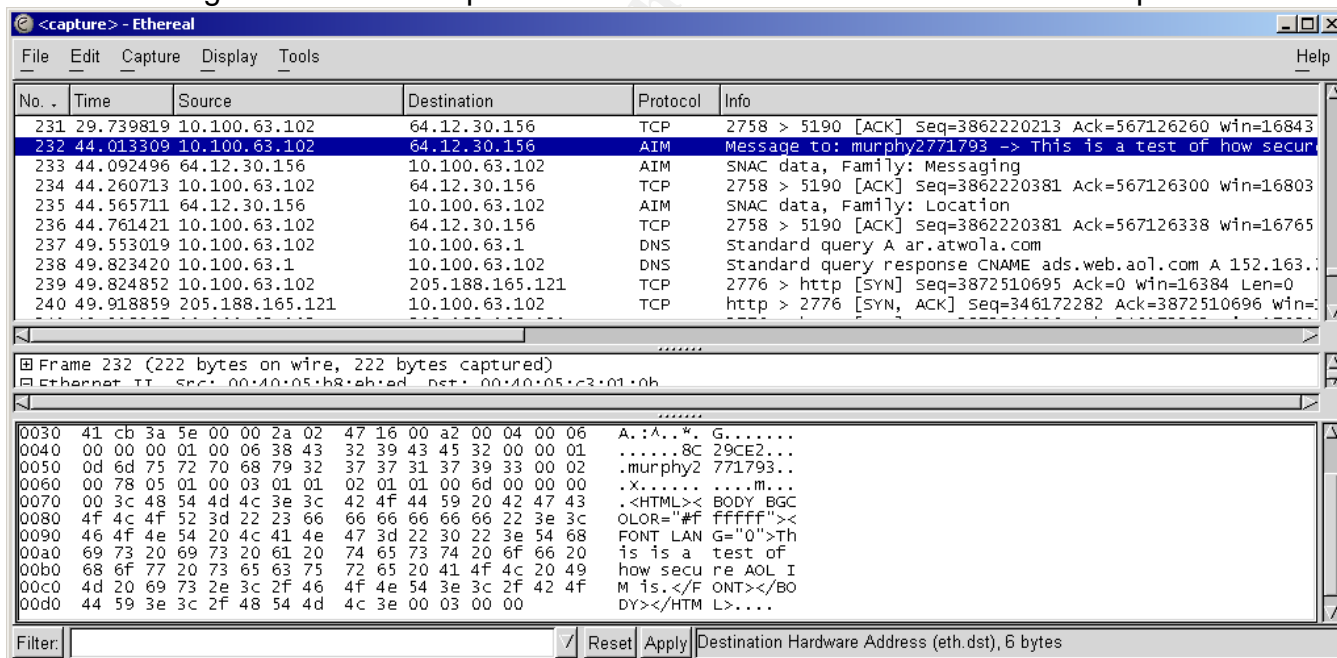 <capture> - Ethereal
File Edit Capture Display Tools Help
No. Time Source Destination Protocol Info
231 29.739819 10.100.63.102 64.12.30.156 TCP 2758 > 5190 [ACK] Seq=3862220213 Ack=567126260 Win=16843
232 44.013309 10.100.63.102 64.12.30.156 AIM Message to: murphy2771793 -> This is a test of how secur
233 44.092496 64.12.30.156 10.100.63.102 AIM SNAC data, Family: Messaging
234 44.260713 10.100.63.102 64.12.30.156 TCP 2758 > 5190 [ACK] Seq=3862220381 Ack=567126300 Win=16803
235 44.565711 64.12.30.156 10.100.63.102 AIM SNAC data, Family: Location
236 44.761421 10.100.63.102 64.12.30.156 TCP 2758 > 5190 [ACK] Seq=3862220381 Ack=567126338 Win=16765
237 49.553019 10.100.63.102 10.100.63.1 DNS Standard query A ar.atwola.com
238 49.823420 10.100.63.1 10.100.63.102 DNS Standard query response CNAME ads.web.aol.com A 152.163.
239 49.824852 10.100.63.102 205.188.165.121 TCP 2776 > http [SYN] Seq=3872510695 Ack=0 Win=16384 Len=0
240 49.918859 205.188.165.121 10.100.63.102 TCP http > 2776 [SYN, ACK] Seq=346172282 Ack=3872510696 Win=
Frame 232 (222 bytes on wire, 222 bytes captured)
Ethernet II, Src: 00:40:05:b8:eb:ed, Dst: 00:40:05:c3:01:0b
0030 41 cb 3a 5e 00 00 2a 02 47 16 00 a2 00 04 00 06 A.:^..*. G.......
0040 00 00 00 01 00 06 38 43 32 39 43 45 32 00 00 01 ......8C 29CE2...
0050 0d 6d 75 72 70 68 79 32 37 37 31 37 39 33 00 02 .murphy2 771793..
0060 00 78 05 01 00 03 01 01 02 01 01 00 6d 00 00 00 .x...... ....m...
0070 00 3c 48 54 4d 4c 3e 3c 42 4f 44 59 20 42 47 43 .<HTML>< BODY BGC
0080 4f 4c 4f 52 3d 22 23 66 66 66 66 66 66 22 3e 3c OLOR="#f fffff"><
0090 46 4f 4e 54 20 4c 41 4e 47 3d 22 30 22 3e 54 68 FONT LAN G="0">Th
00a0 69 73 20 69 73 20 61 20 74 65 73 74 20 6f 66 20 is is a test of
00b0 68 6f 77 20 73 65 63 75 72 65 20 41 4f 4c 20 49 how secu re AOL I
00c0 4d 20 69 73 2e 3c 2f 46 4f 4e 54 3e 3c 2f 42 4f M is.</F ONT></BO
00d0 44 59 3e 3c 2f 48 54 4d 4c 3e 00 03 00 00 DY></HTM L>....
Filter: Reset Apply Destination Hardware Address (eth.dst), 6 bytes